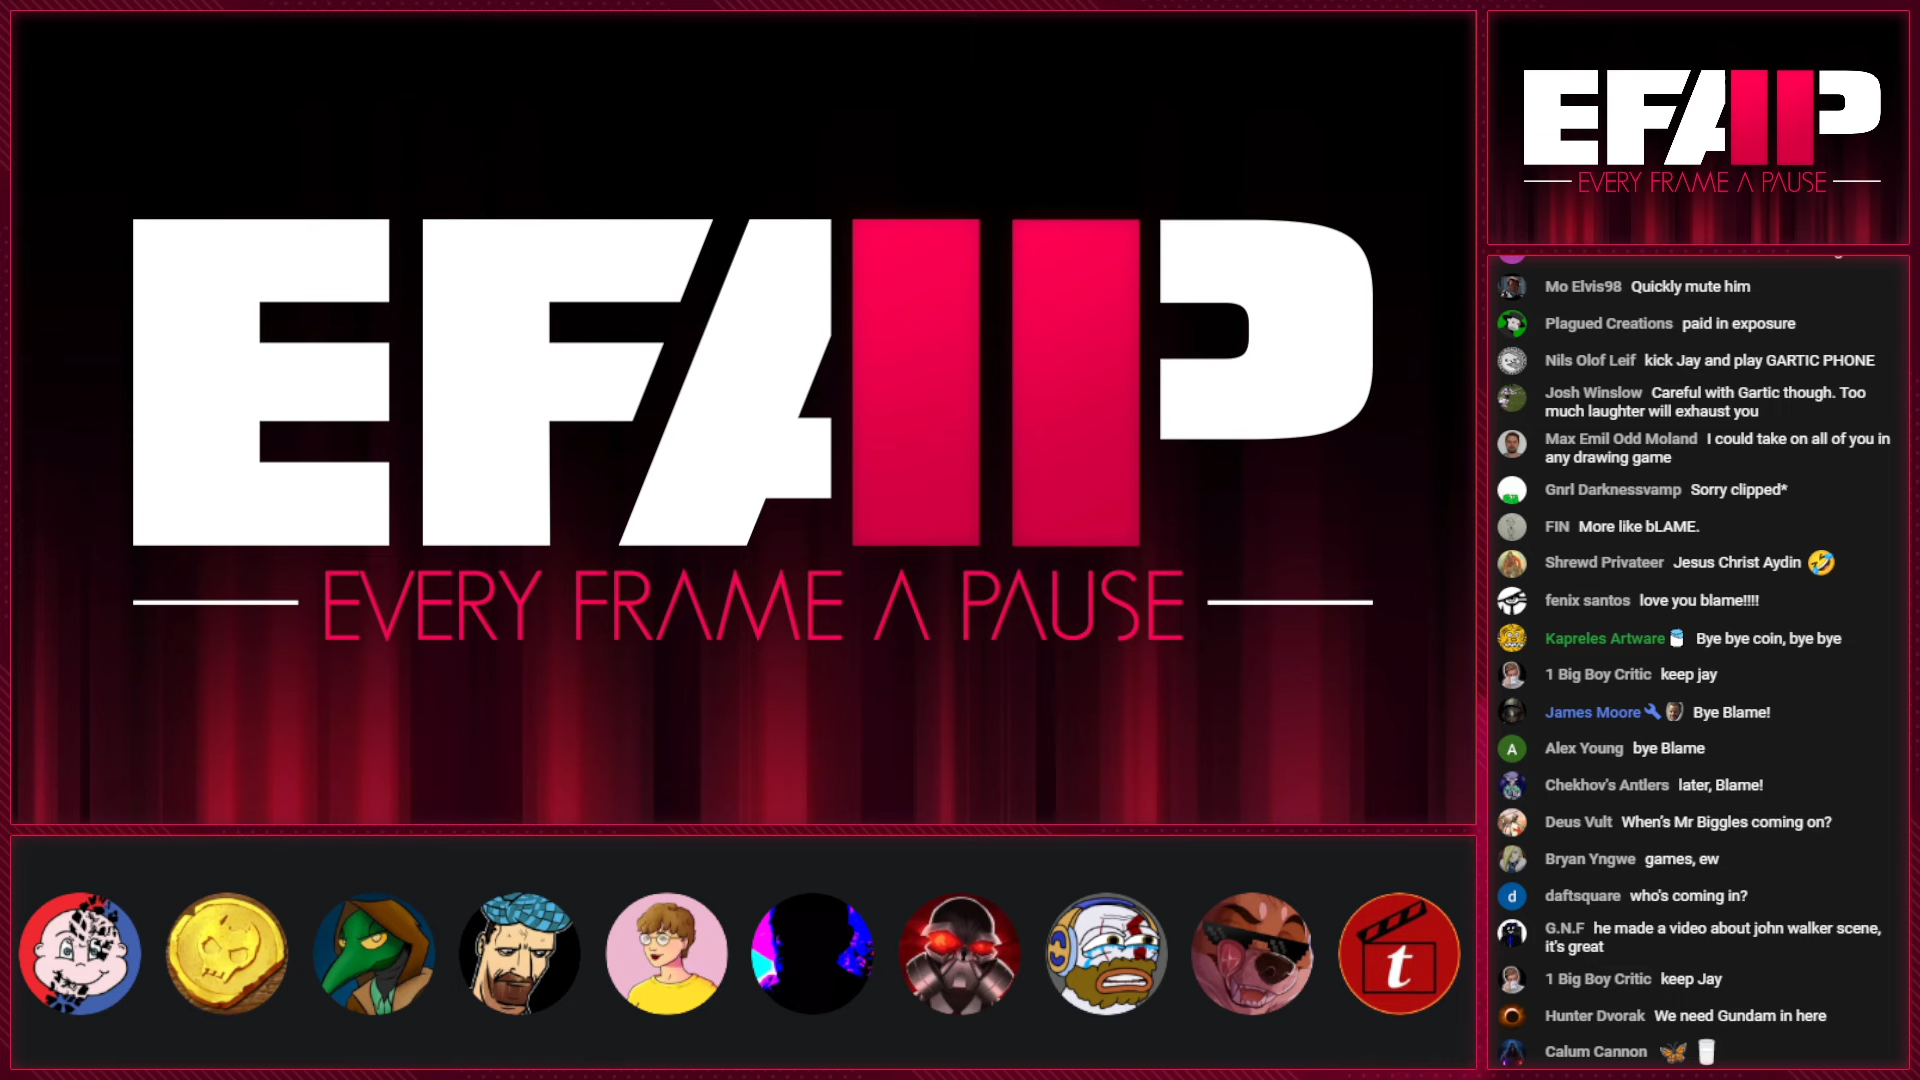 EFAP
EVERY FRAME A PAUSE
t
EFAP
EVERY FRAME A PAUSE
Mo Elvis98 Quickly mute him
Plagued Creations paid in exposure
Nils Olof Leif kick Jay and play GARTIC PHONE
Josh Winslow Careful with Gartic though. Too
much laughter will exhaust you
Max Emil Odd Moland I could take on all of you in
any drawing game
Gnrl Darknessvamp Sorry clipped*
FIN More like bLAME.
Shrewd Privateer Jesus Christ Aydin 🤣
fenix santos love you blame!!!!
Kapreles Artware Bye bye coin, bye bye
1 Big Boy Critic keep jay
James Moore Bye Blame!
A Alex Young bye Blame
Chekhov's Antlers later, Blame!
Deus Vult When's Mr Biggles coming on?
Bryan Yngwe games, ew
d daftsquare who's coming in?
G.N.F he made a video about john walker scene,
it's great
1 Big Boy Critic keep Jay
Hunter Dvorak We need Gundam in here
Calum Cannon 🦋 🥛